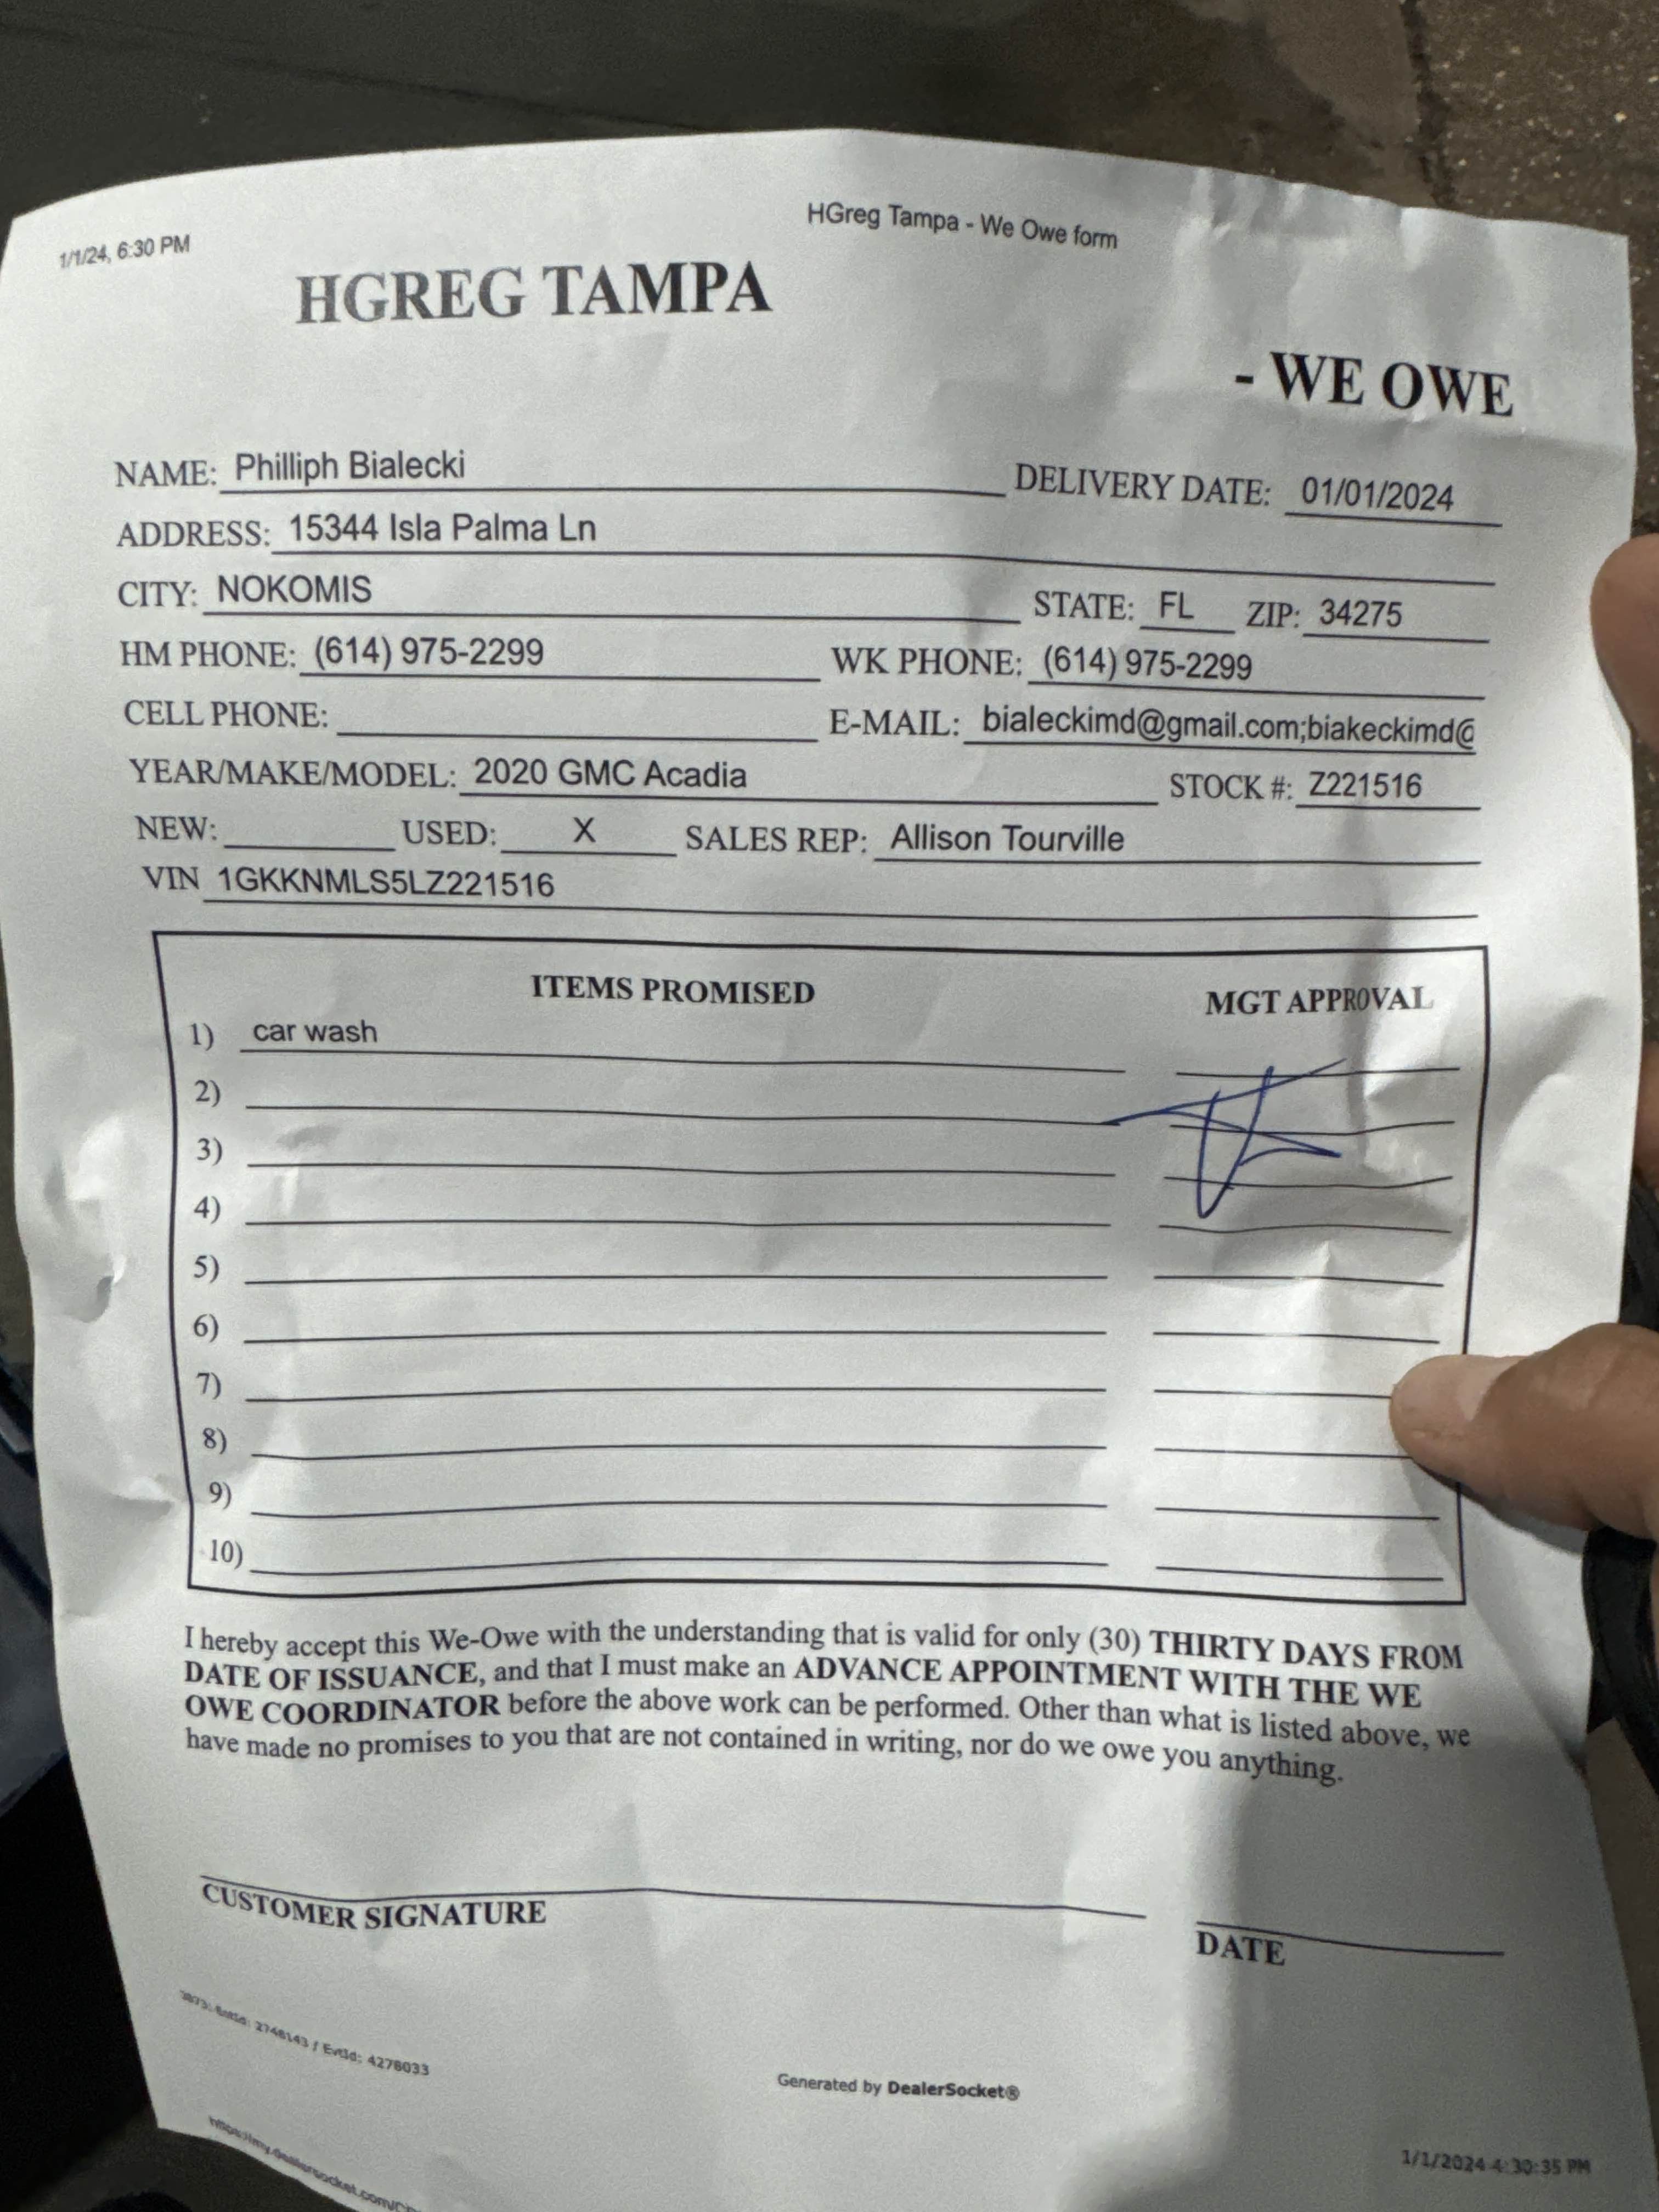 1/1/24, 6:30 PM
HGreg Tampa - We Owe form
HGREG TAMPA
- WE OWE
NAME: Philliph Bialecki DELIVERY DATE: 01/01/2024
ADDRESS: 15344 Isla Palma Ln
CITY: NOKOMIS STATE: FL ZIP: 34275
HM PHONE: (614) 975-2299 WK PHONE: (614) 975-2299
CELL PHONE: E-MAIL: bialeckimd@gmail.com;biakeckimd@
YEAR/MAKE/MODEL: 2020 GMC Acadia STOCK #: Z221516
NEW: USED: X SALES REP: Allison Tourville
VIN 1GKKNMLS5LZ221516
ITEMS PROMISED MGT APPROVAL
1) car wash
2)
3)
4)
5)
6)
7)
8)
9)
10)
I hereby accept this We-Owe with the understanding that is valid for only (30) THIRTY DAYS FROM
DATE OF ISSUANCE, and that I must make an ADVANCE APPOINTMENT WITH THE WE
OWE COORDINATOR before the above work can be performed. Other than what is listed above, we
have made no promises to you that are not contained in writing, nor do we owe you anything.
CUSTOMER SIGNATURE
DATE
2748143 / EvtId: 4276033
Generated by DealerSocket®
1/1/2024 4:30:35 PM